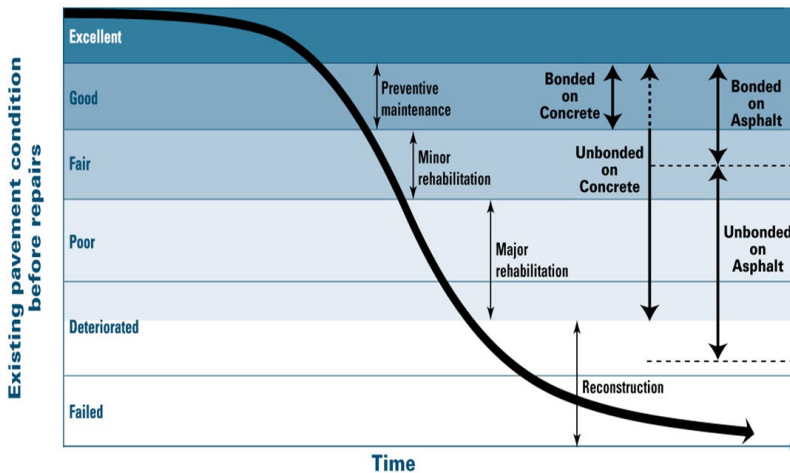 Existing pavement condition
before repairs
Excellent
Good
Fair
Poor
Deteriorated
Failed
Preventive
maintenance
Minor
rehabilitation
Major
rehabilitation
Reconstruction
Bonded
on
Concrete
Unbonded
on
Concrete
Bonded
on
Asphalt
Unbonded
on
Asphalt
Time